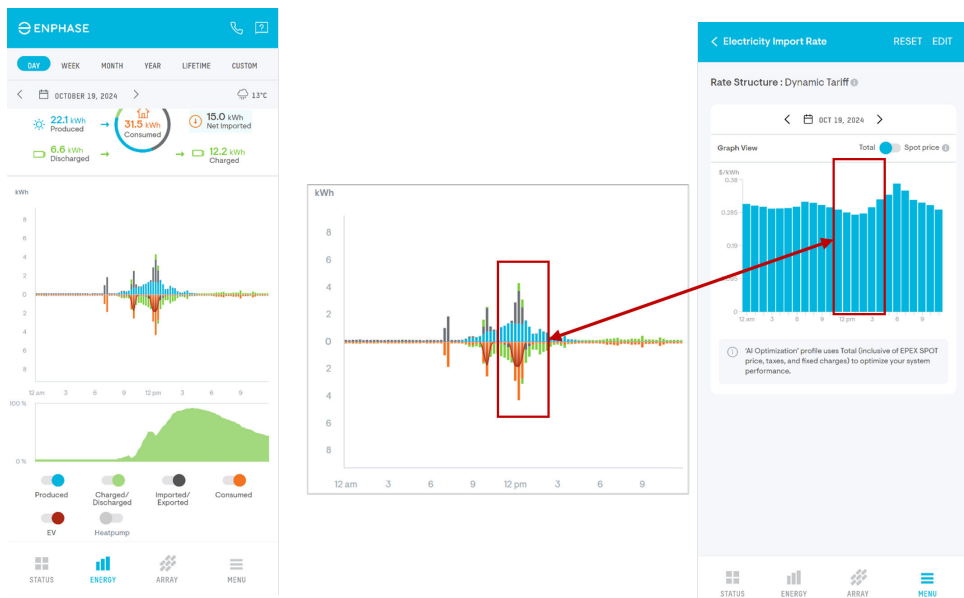 ENPHASE
DAY WEEK MONTH YEAR LIFETIME CUSTOM
OCTOBER 19, 2024
13°C
22.1 kWh
Produced
31.5 kWh
Consumed
15.0 kWh
Net Imported
6.6 kWh
Discharged
12.2 kWh
Charged
kWh
8
6
4
2
0
2
4
6
8
12 am 3 6 9 12 pm 3 6 9
100 %
0 %
Produced
Charged/
Discharged
Imported/
Exported
Consumed
EV
Heatpump
STATUS ENERGY ARRAY MENU
kWh
8
6
4
2
0
2
4
6
8
12 am 3 6 9 12 pm 3 6 9
Electricity Import Rate RESET EDIT
Rate Structure : Dynamic Tariff
OCT 19, 2024
Graph View Total Spot price
$/kWh
0.38
0.285
0.19
0
12 am 3 6 9 12 pm 3 6 9
'AI Optimization' profile uses Total (inclusive of EPEX SPOT
price, taxes, and fixed charges) to optimize your system
performance.
STATUS ENERGY ARRAY MENU